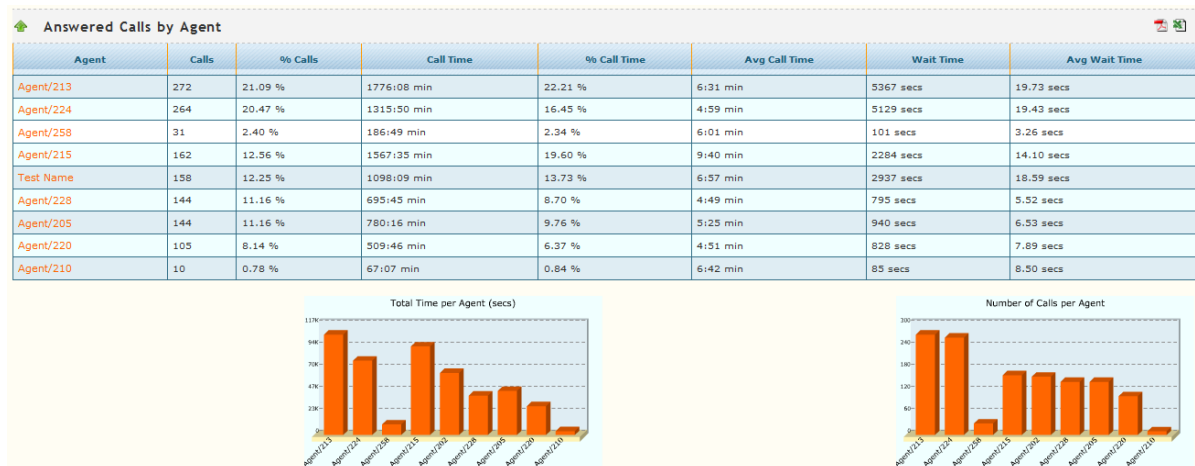 Answered Calls by Agent
Agent Calls % Calls Call Time % Call Time Avg Call Time Wait Time Avg Wait Time
Agent/213 272 21.09 % 1776:08 min 22.21 % 6:31 min 5367 secs 19.73 secs
Agent/224 264 20.47 % 1315:50 min 16.45 % 4:59 min 5129 secs 19.43 secs
Agent/258 31 2.40 % 186:49 min 2.34 % 6:01 min 101 secs 3.26 secs
Agent/215 162 12.56 % 1567:35 min 19.60 % 9:40 min 2284 secs 14.10 secs
Test Name 158 12.25 % 1098:09 min 13.73 % 6:57 min 2937 secs 18.59 secs
Agent/228 144 11.16 % 695:45 min 8.70 % 4:49 min 795 secs 5.52 secs
Agent/205 144 11.16 % 780:16 min 9.76 % 5:25 min 940 secs 6.53 secs
Agent/220 105 8.14 % 509:46 min 6.37 % 4:51 min 828 secs 7.89 secs
Agent/210 10 0.78 % 67:07 min 0.84 % 6:42 min 85 secs 8.50 secs
Total Time per Agent (secs)
117K
94K
70K
47K
23K
0
Agent/213 Agent/224 Agent/258 Agent/215 Agent/202 Agent/228 Agent/205 Agent/220 Agent/210
Number of Calls per Agent
300
240
180
120
60
0
Agent/213 Agent/224 Agent/258 Agent/215 Agent/202 Agent/228 Agent/205 Agent/220 Agent/210